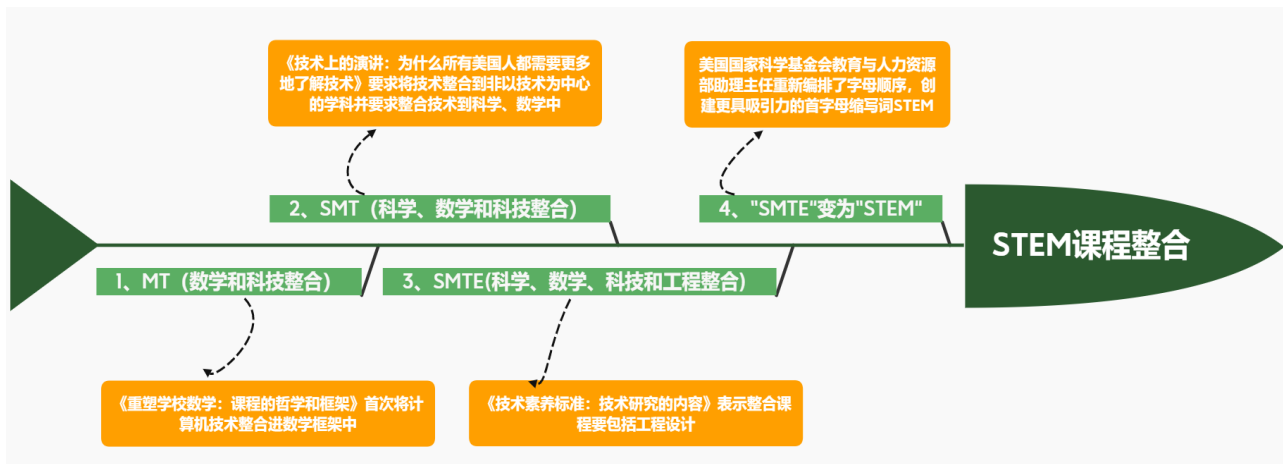 《技术上的演讲：为什么所有美国人都需要更多
地了解技术》要求将技术整合到非以技术为中心
的学科并要求整合技术到科学、数学中
美国国家科学基金会教育与人力资源
部助理主任重新编排了字母顺序，创
建更具吸引力的首字母缩写词STEM
2、SMT（科学、数学和科技整合）
4、"SMTE“变为"STEM“
STEM课程整合
1、MT（数学和科技整合）
3、SMTE(科学、数学、科技和工程整合)
《重塑学校数学：课程的哲学和框架》首次将计
算机技术整合进数学框架中
《技术素养标准：技术研究的内容》表示整合课
程要包括工程设计